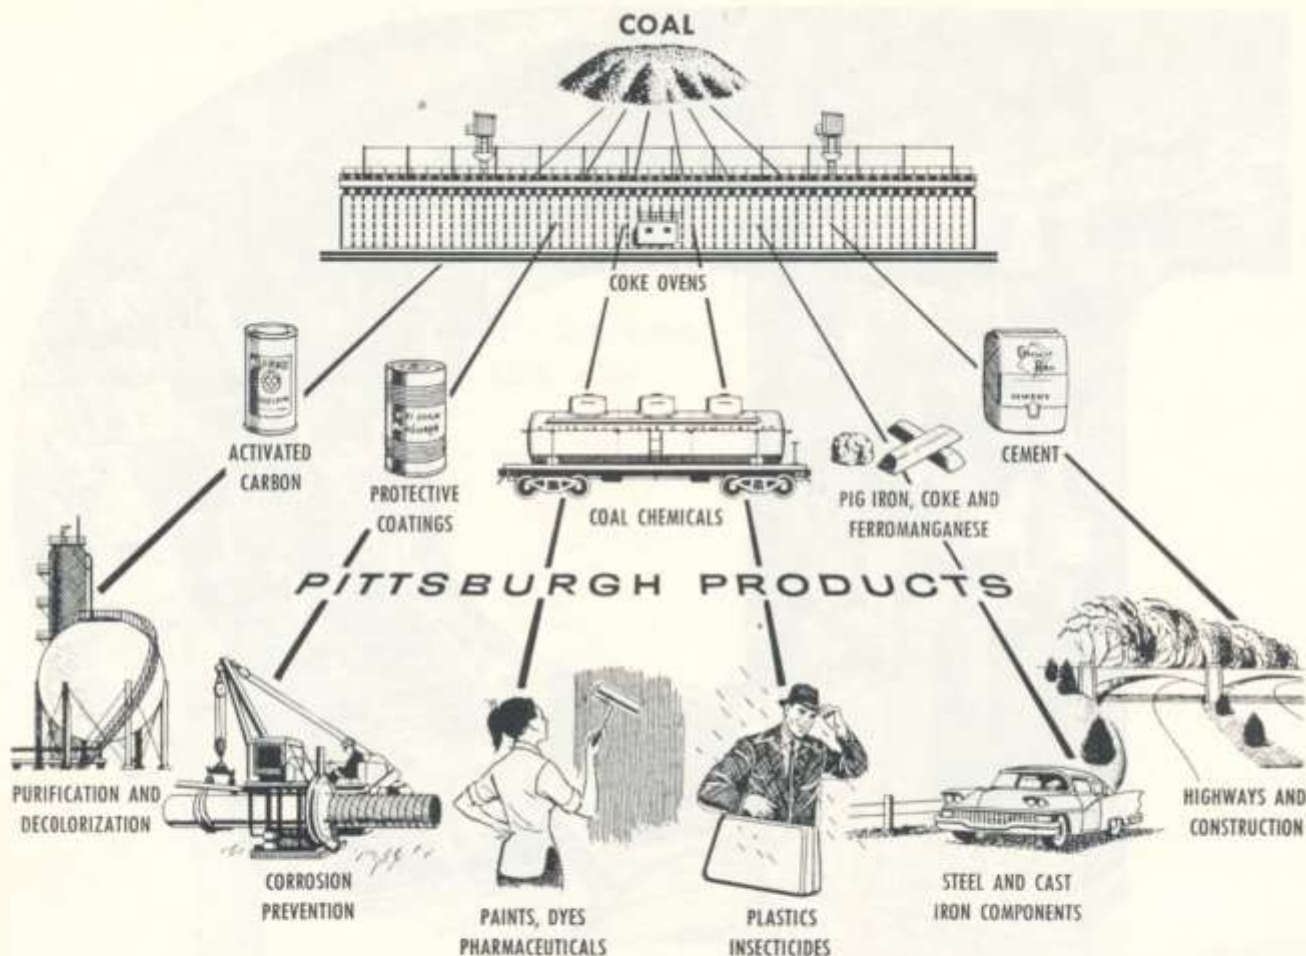 COAL
COKE OVENS
ACTIVATED
CARBON
PROTECTIVE
COATINGS
COAL CHEMICALS
PIG IRON, COKE AND
FERROMANGANESE
CEMENT
CEMENT
PITTSBURGH PRODUCTS
PURIFICATION AND
DECOLORIZATION
CORROSION
PREVENTION
PAINTS, DYES
PHARMACEUTICALS
PLASTICS
INSECTICIDES
STEEL AND CAST
IRON COMPONENTS
HIGHWAYS AND
CONSTRUCTION